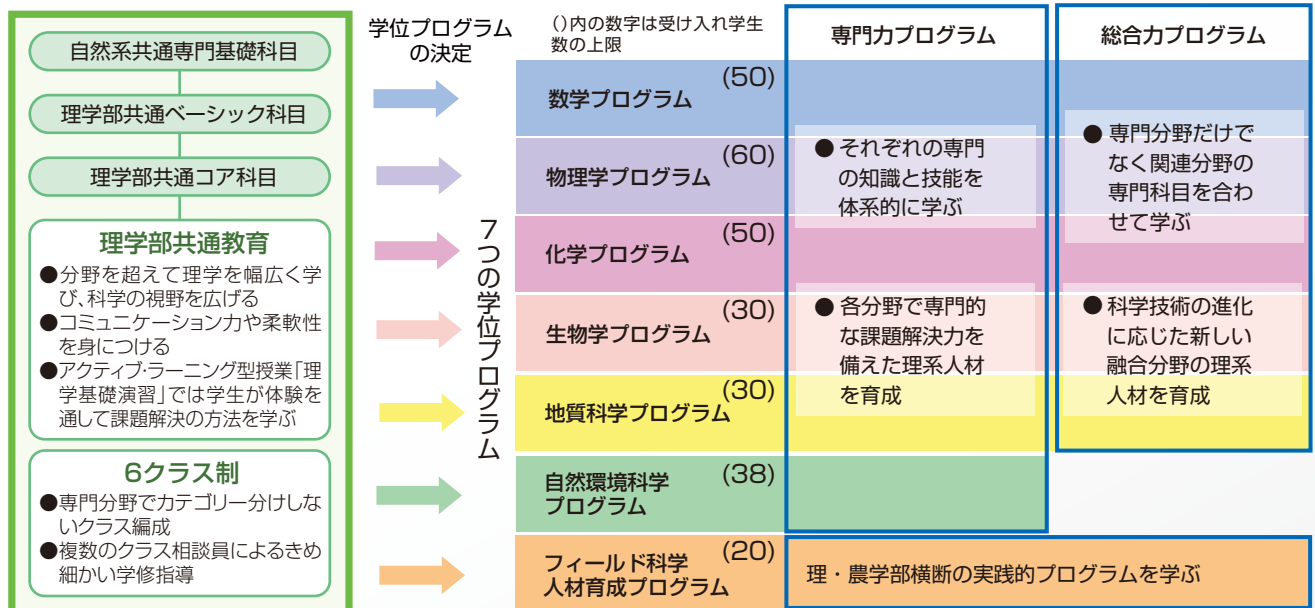 自然系共通専門基礎科目
理学部共通ベーシック科目
理学部共通コア科目
理学部共通教育
●分野を超えて理学を幅広く学
び、科学の視野を広げる
●コミュニケーション力や柔軟性
を身につける
●アクティブ・ラーニング型授業「理
学基礎演習」では学生が体験を
通して課題解決の方法を学ぶ
6クラス制
●専門分野でカテゴリー分けしな
いクラス編成
●複数のクラス相談員によるきめ
細かい学修指導
学位プログラム
の決定
7つの学位プログラム
()内の数字は受け入れ学生
数の上限
数学プログラム (50)
物理学プログラム (60)
化学プログラム (50)
生物学プログラム (30)
地質科学プログラム (30)
自然環境科学 (38)
プログラム
フィールド科学 (20)
人材育成プログラム
専門力プログラム
● それぞれの専門
の知識と技能を
体系的に学ぶ
● 各分野で専門的
な課題解決力を
備えた理系人材
を育成
総合力プログラム
● 専門分野だけで
なく関連分野の
専門科目を合わ
せて学ぶ
● 科学技術の進化
に応じた新しい
融合分野の理系
人材を育成
理・農学部横断の実践的プログラムを学ぶ